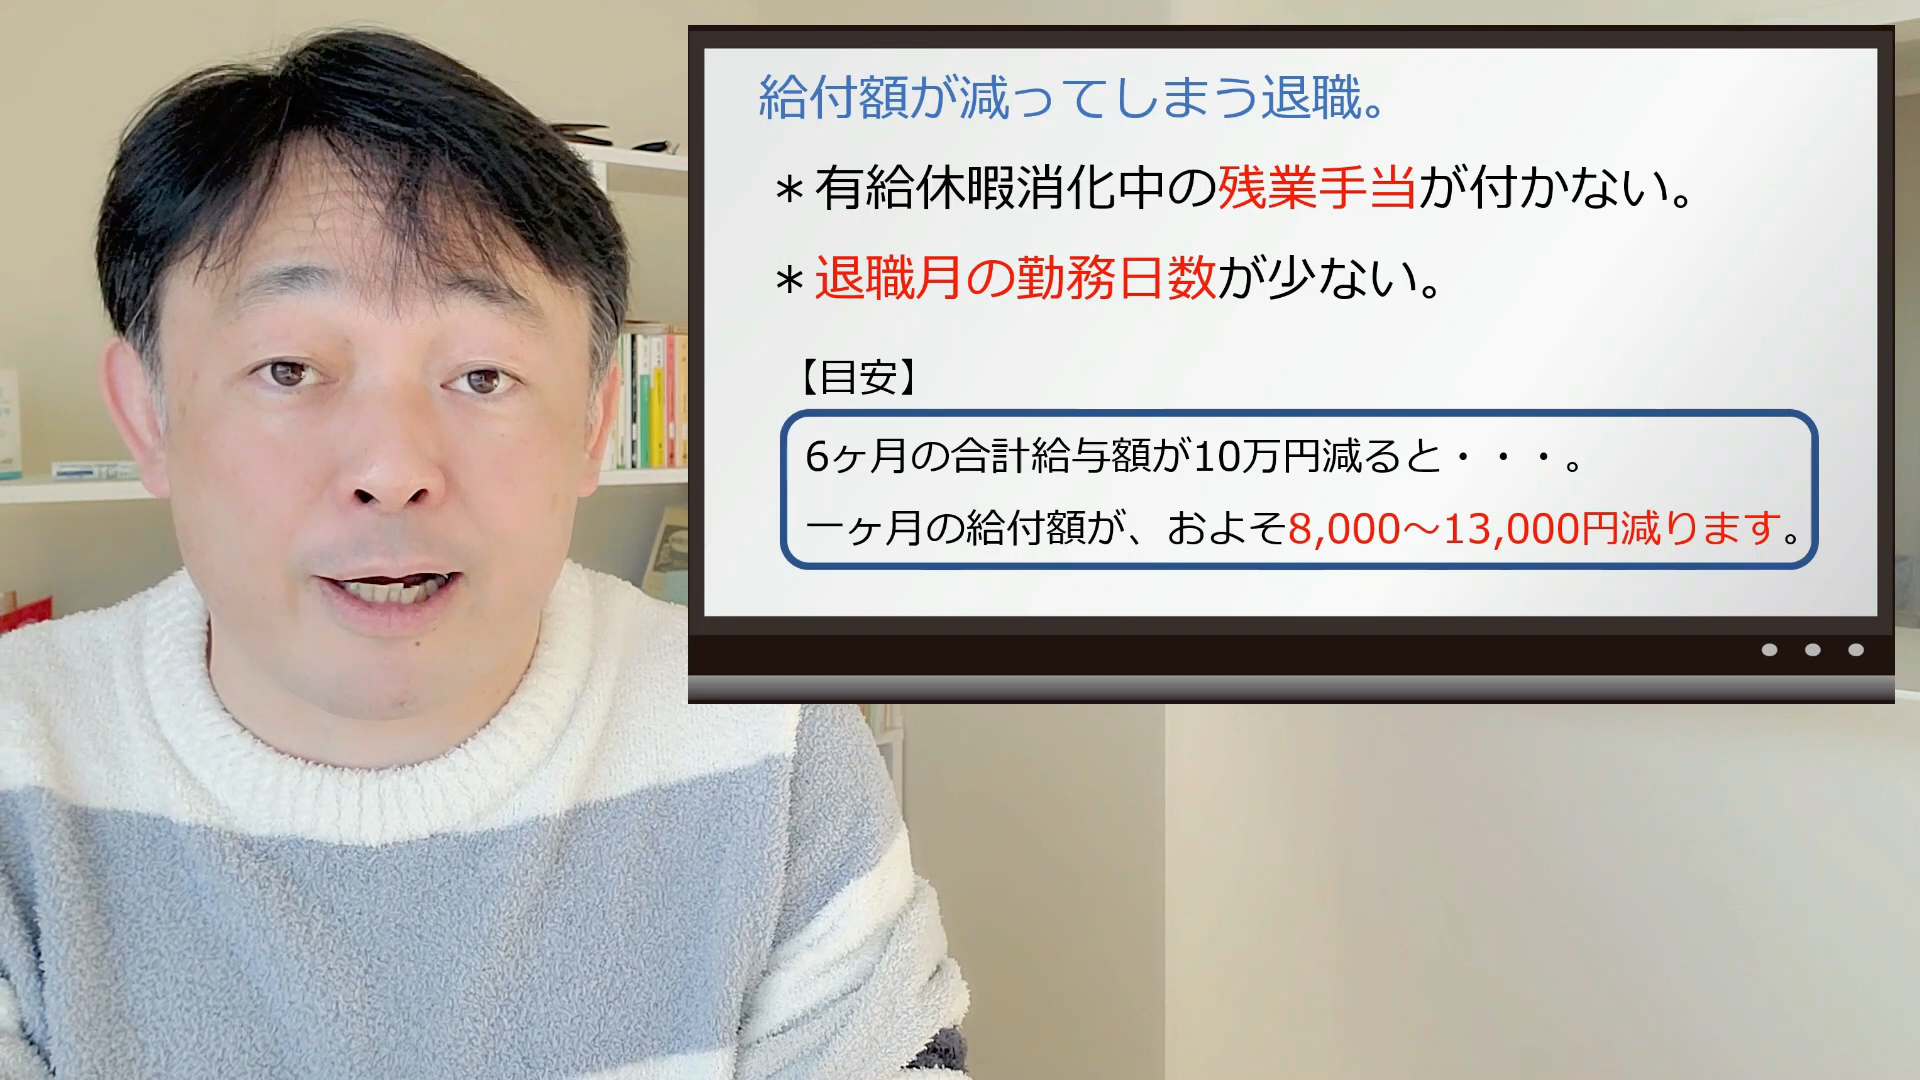 給付額が減ってしまう退職。
＊有給休暇消化中の残業手当が付かない。
＊退職月の勤務日数が少ない。
【目安】
6ヶ月の合計給与額が10万円減ると・・・。
一ヶ月の給付額が、およそ8,000～13,000円減ります。